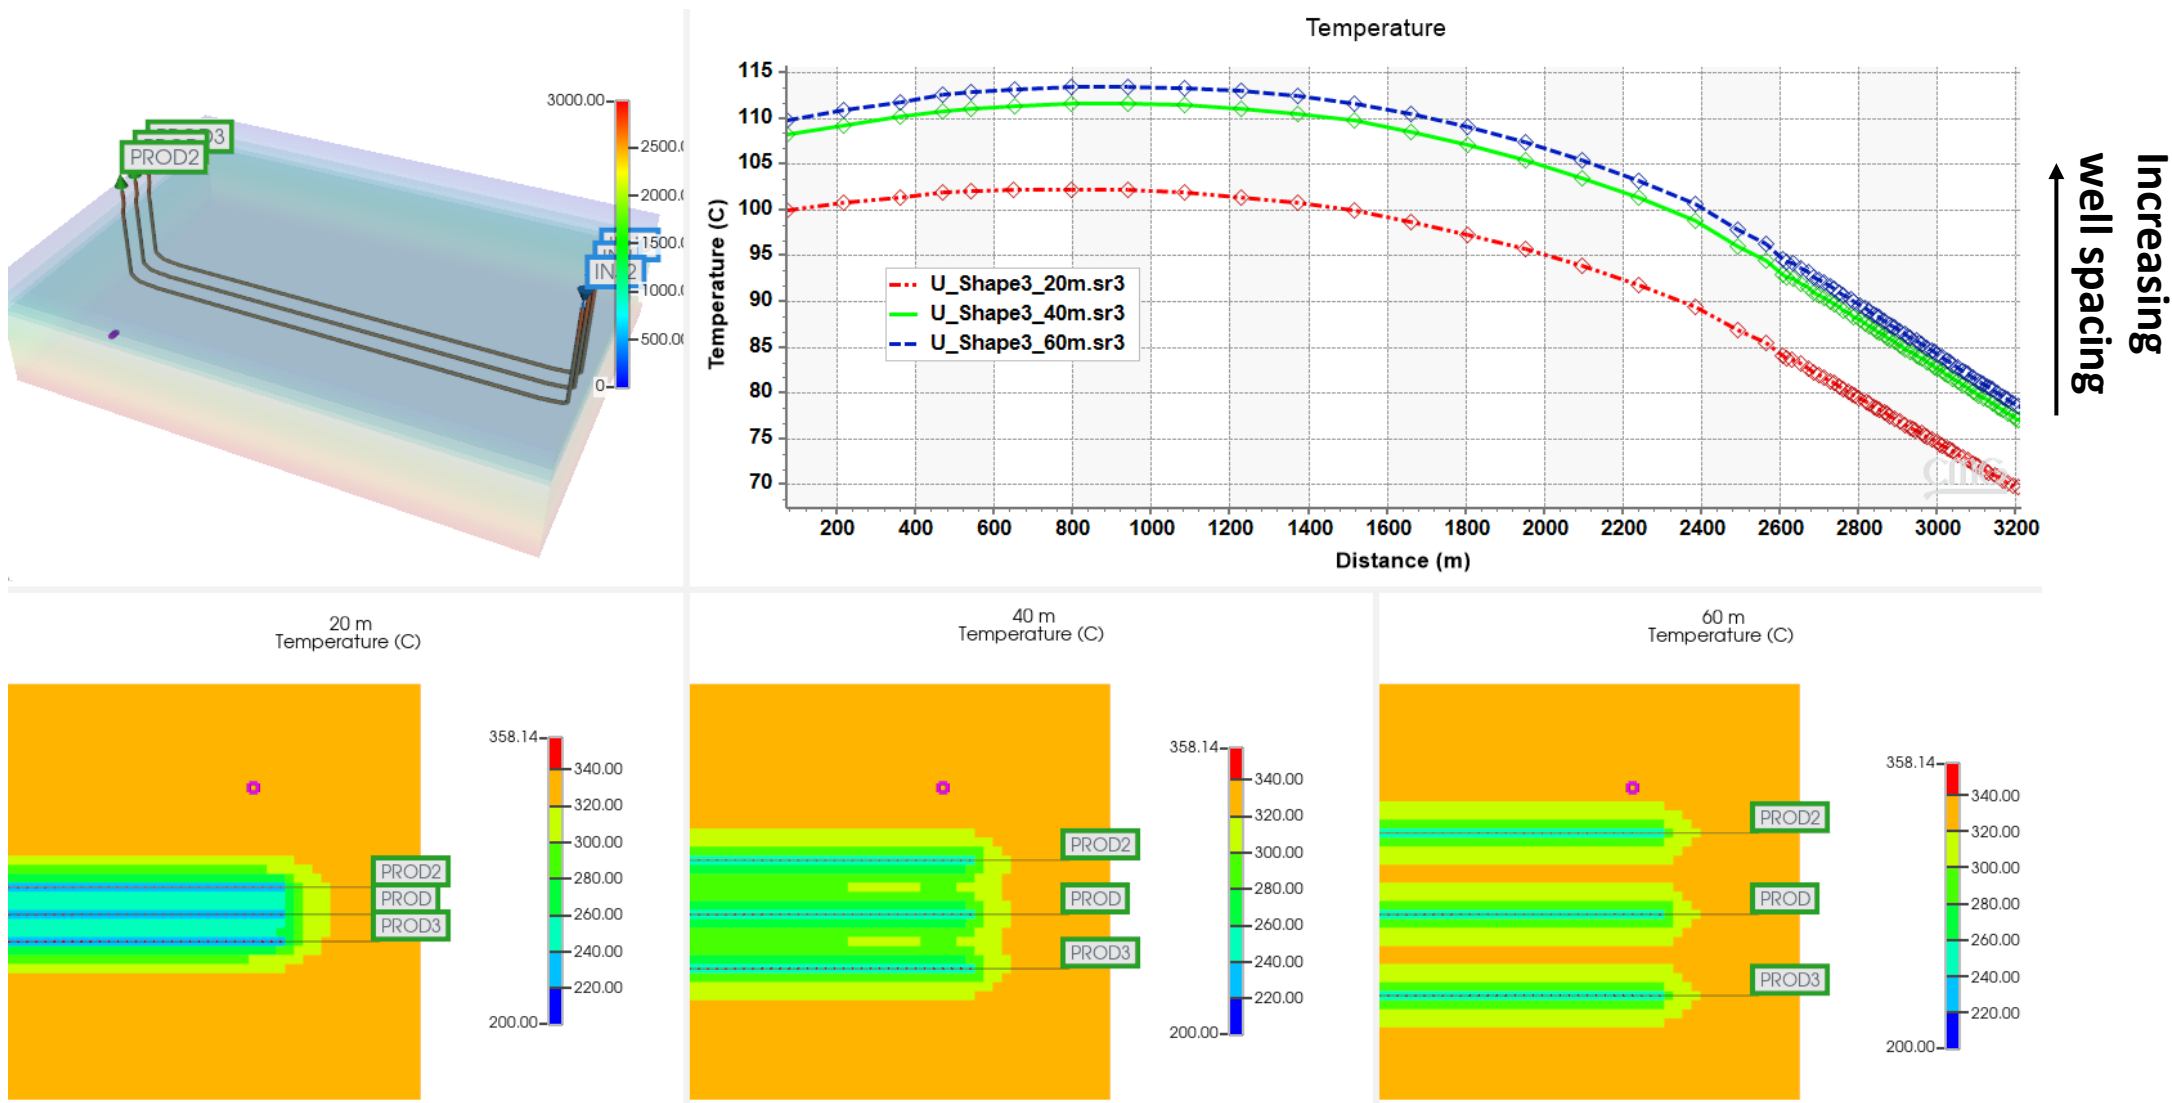 PROD3
PROD2
INJ2
3000.00
2500.0
2000.0
1500.0
1000.0
500.00
0
Temperature
Temperature (C)
115
110
105
100
95
90
85
80
75
70
U_Shape3_20m.sr3
U_Shape3_40m.sr3
U_Shape3_60m.sr3
200 400 600 800 1000 1200 1400 1600 1800 2000 2200 2400 2600 2800 3000 3200
Distance (m)
CMG
Increasing
well spacing
20 m
Temperature (C)
PROD2
PROD
PROD3
358.14
340.00
320.00
300.00
280.00
260.00
240.00
220.00
200.00
40 m
Temperature (C)
PROD2
PROD
PROD3
358.14
340.00
320.00
300.00
280.00
260.00
240.00
220.00
200.00
60 m
Temperature (C)
PROD2
PROD
PROD3
358.14
340.00
320.00
300.00
280.00
260.00
240.00
220.00
200.00